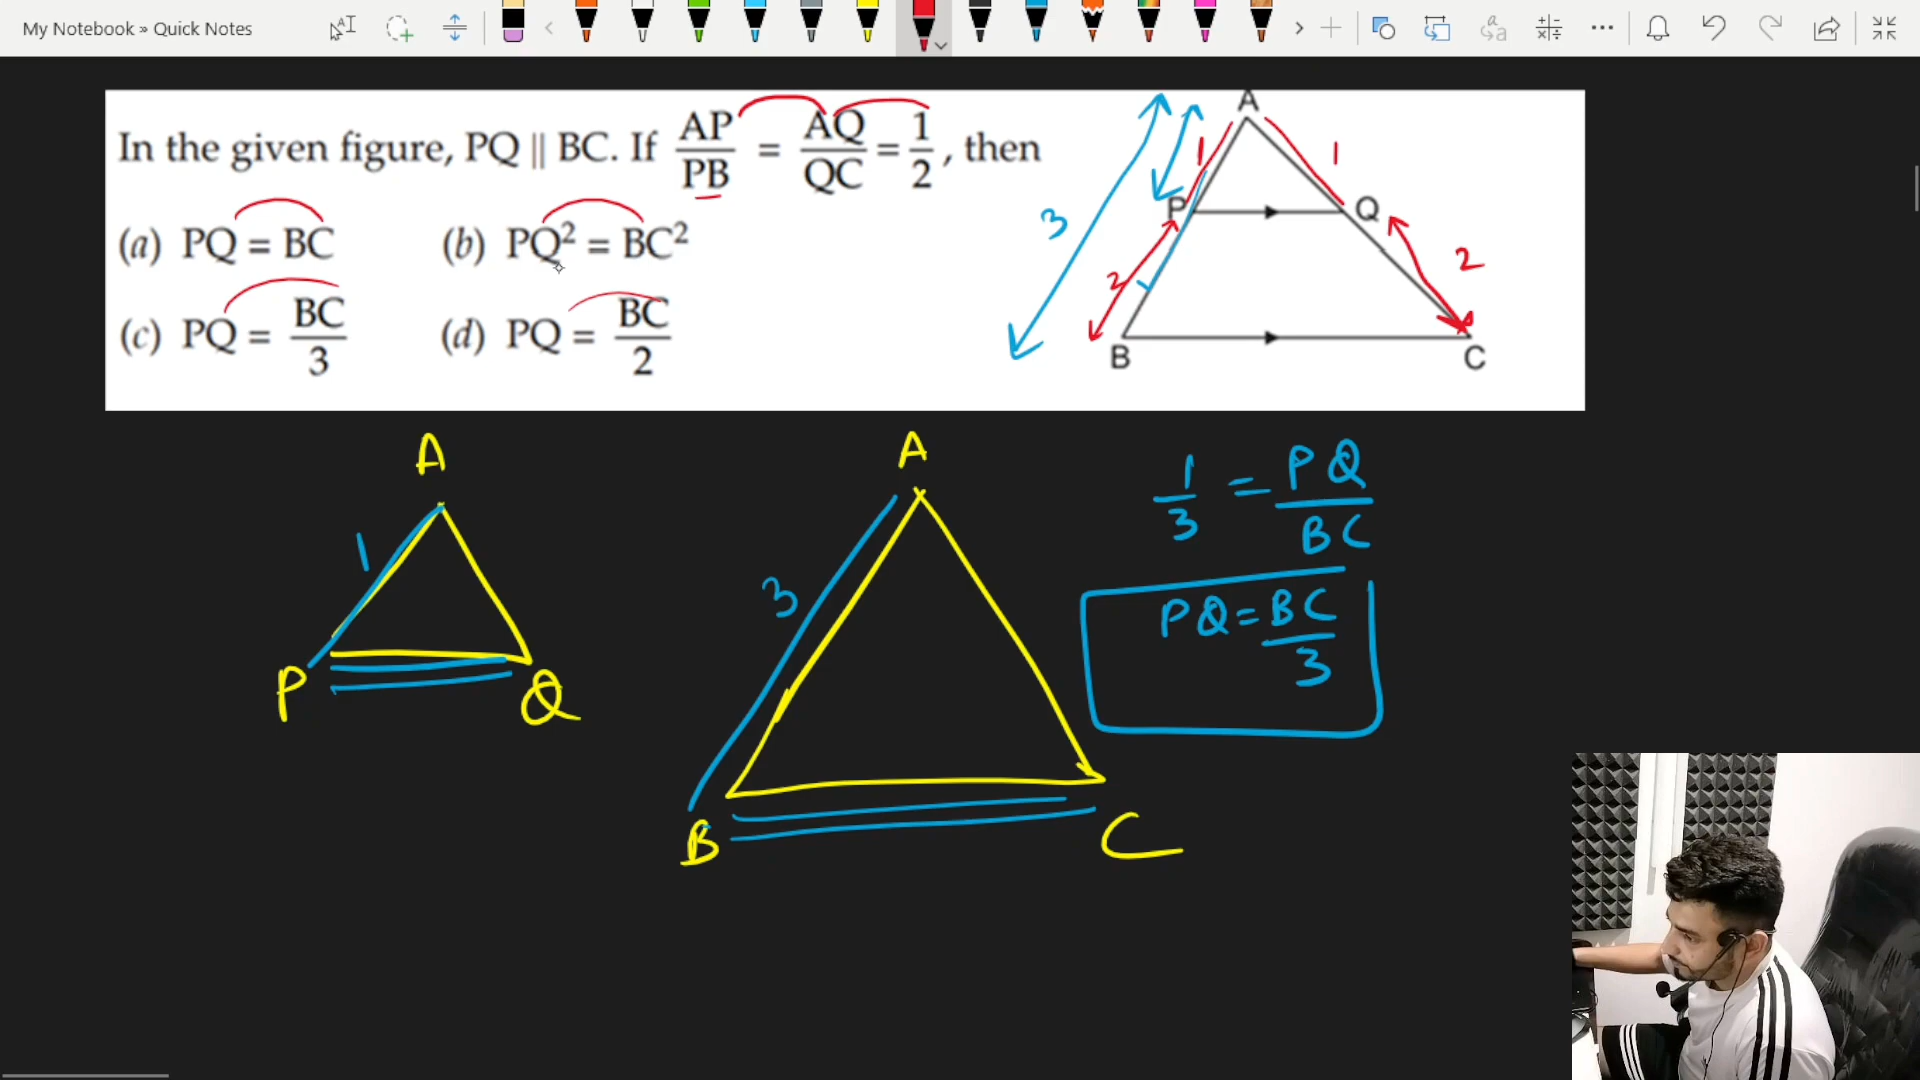 My Notebook » Quick Notes
In the given figure, PQ || BC. If AP/PB = AQ/QC = 1/2, then
(a) PQ = BC (b) PQ² = BC²
(c) PQ = BC/3 (d) PQ = BC/2
A
1 1
3 P Q
2 2
B C
A A
1/3 = PQ/BC
1 3
PQ = BC/3
P Q
B C